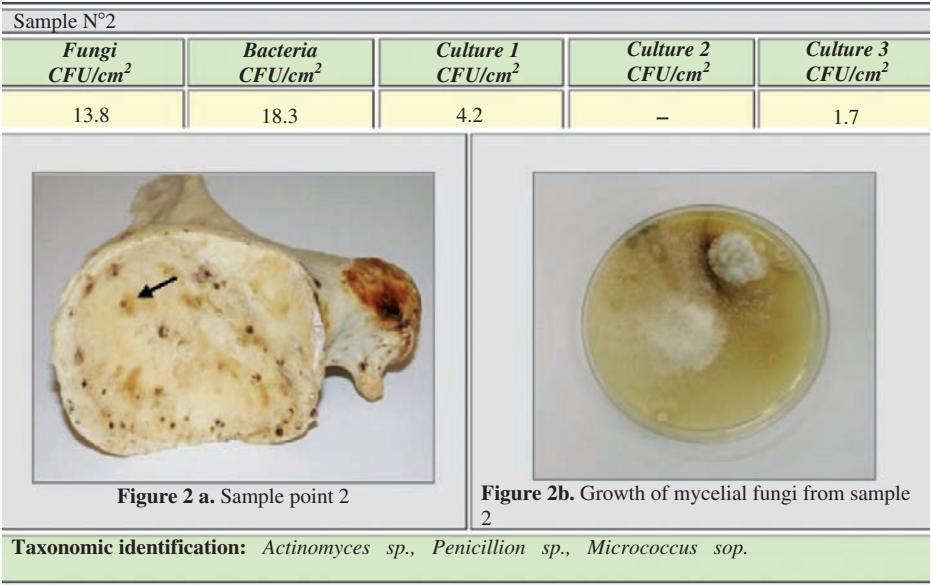 Sample N°2
Fungi CFU/cm² Bacteria CFU/cm² Culture 1 CFU/cm² Culture 2 CFU/cm² Culture 3 CFU/cm²
13.8 18.3 4.2 – 1.7
Figure 2 a. Sample point 2
Figure 2b. Growth of mycelial fungi from sample
2
Taxonomic identification: Actinomyces sp., Penicillion sp., Micrococcus sop.